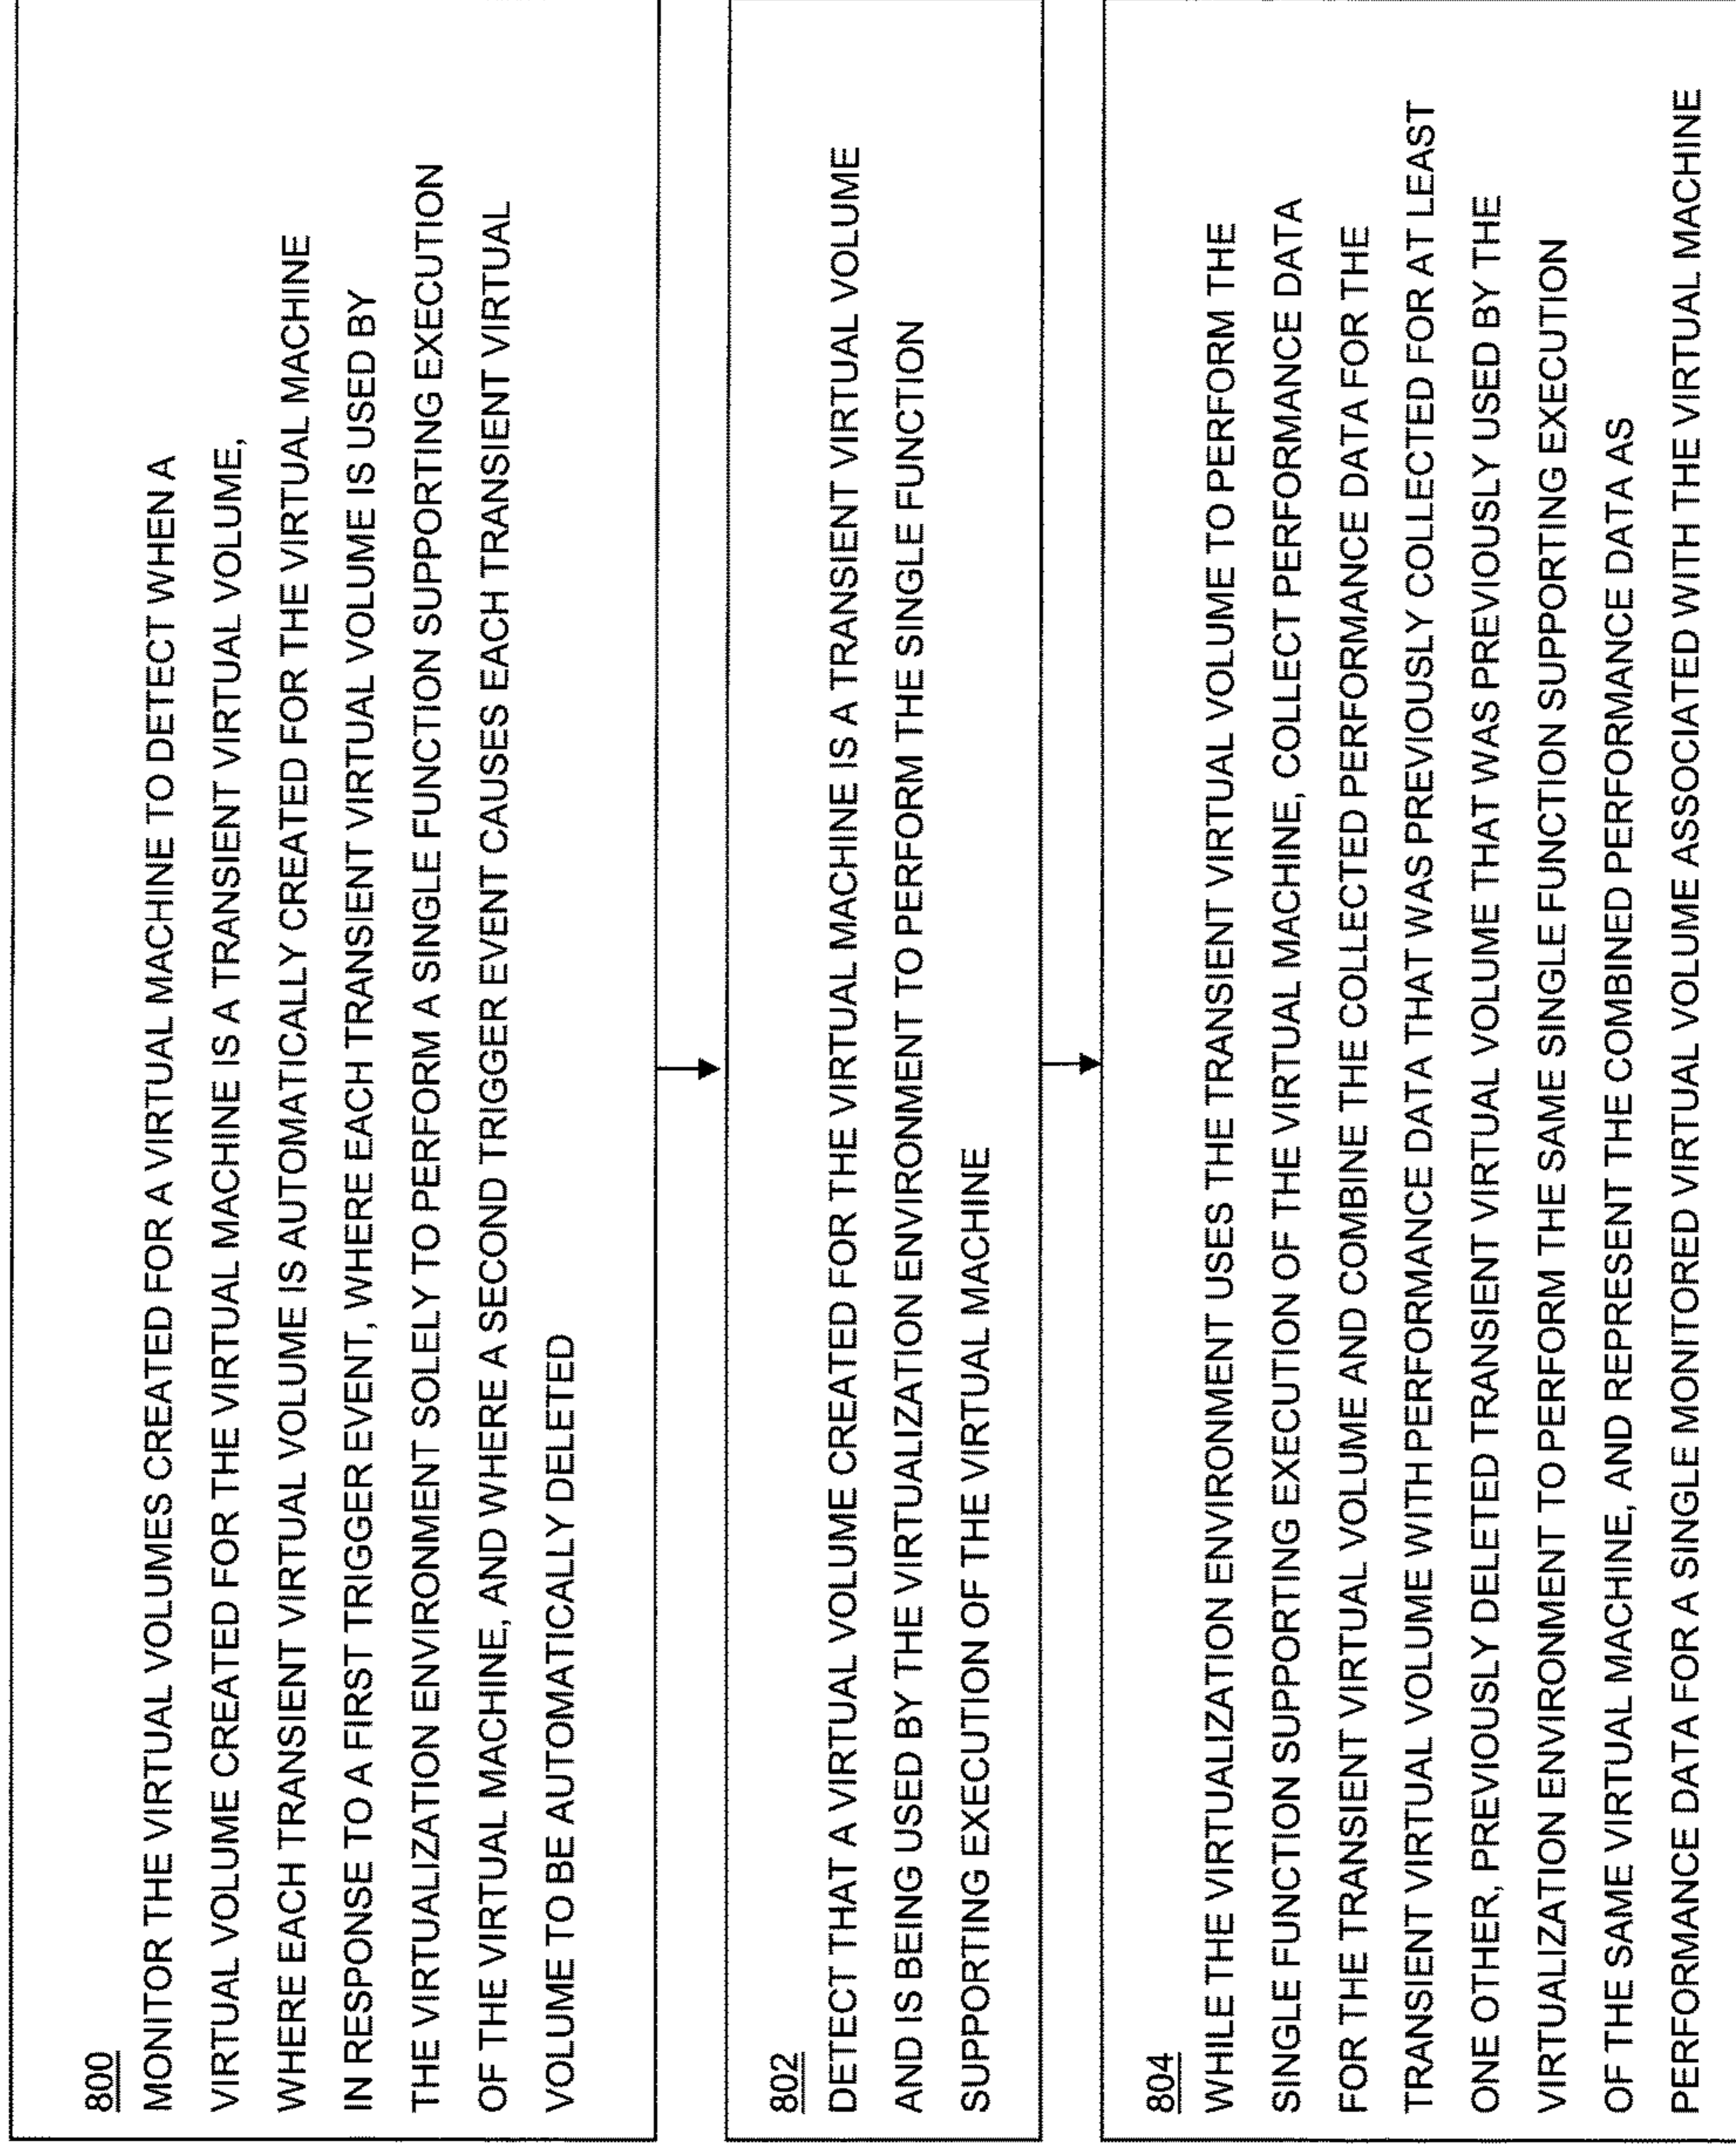 800
MONITOR THE VIRTUAL VOLUMES CREATED FOR A VIRTUAL MACHINE TO DETECT WHEN A
VIRTUAL VOLUME CREATED FOR THE VIRTUAL MACHINE IS A TRANSIENT VIRTUAL VOLUME,
WHERE EACH TRANSIENT VIRTUAL VOLUME IS AUTOMATICALLY CREATED FOR THE VIRTUAL MACHINE
IN RESPONSE TO A FIRST TRIGGER EVENT, WHERE EACH TRANSIENT VIRTUAL VOLUME IS USED BY
THE VIRTUALIZATION ENVIRONMENT SOLELY TO PERFORM A SINGLE FUNCTION SUPPORTING EXECUTION
OF THE VIRTUAL MACHINE, AND WHERE A SECOND TRIGGER EVENT CAUSES EACH TRANSIENT VIRTUAL
VOLUME TO BE AUTOMATICALLY DELETED
802
DETECT THAT A VIRTUAL VOLUME CREATED FOR THE VIRTUAL MACHINE IS A TRANSIENT VIRTUAL VOLUME
AND IS BEING USED BY THE VIRTUALIZATION ENVIRONMENT TO PERFORM THE SINGLE FUNCTION
SUPPORTING EXECUTION OF THE VIRTUAL MACHINE
804
WHILE THE VIRTUALIZATION ENVIRONMENT USES THE TRANSIENT VIRTUAL VOLUME TO PERFORM THE
SINGLE FUNCTION SUPPORTING EXECUTION OF THE VIRTUAL MACHINE, COLLECT PERFORMANCE DATA
FOR THE TRANSIENT VIRTUAL VOLUME AND COMBINE THE COLLECTED PERFORMANCE DATA FOR THE
TRANSIENT VIRTUAL VOLUME WITH PERFORMANCE DATA THAT WAS PREVIOUSLY COLLECTED FOR AT LEAST
ONE OTHER, PREVIOUSLY DELETED TRANSIENT VIRTUAL VOLUME THAT WAS PREVIOUSLY USED BY THE
VIRTUALIZATION ENVIRONMENT TO PERFORM THE SAME SINGLE FUNCTION SUPPORTING EXECUTION
OF THE SAME VIRTUAL MACHINE, AND REPRESENT THE COMBINED PERFORMANCE DATA AS
PERFORMANCE DATA FOR A SINGLE MONITORED VIRTUAL VOLUME ASSOCIATED WITH THE VIRTUAL MACHINE